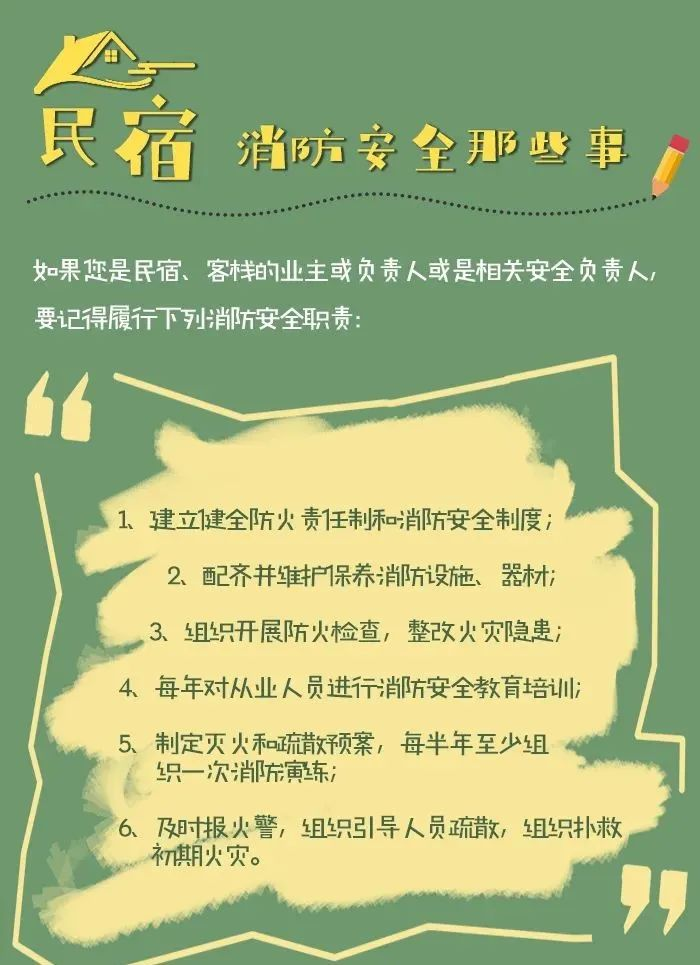 民宿 消防安全那些事
如果您是民宿、客栈的业主或负责人或是相关安全负责人,
要记得履行下列消防安全职责:
1、建立健全防火责任制和消防安全制度;
2、配齐并维护保养消防设施、器材;
3、组织开展防火检查,整改火灾隐患;
4、每年对从业人员进行消防安全教育培训;
5、制定灭火和疏散预案,每半年至少组
织一次消防演练;
6、及时报火警,组织引导人员疏散,组织扑救
初期火灾。